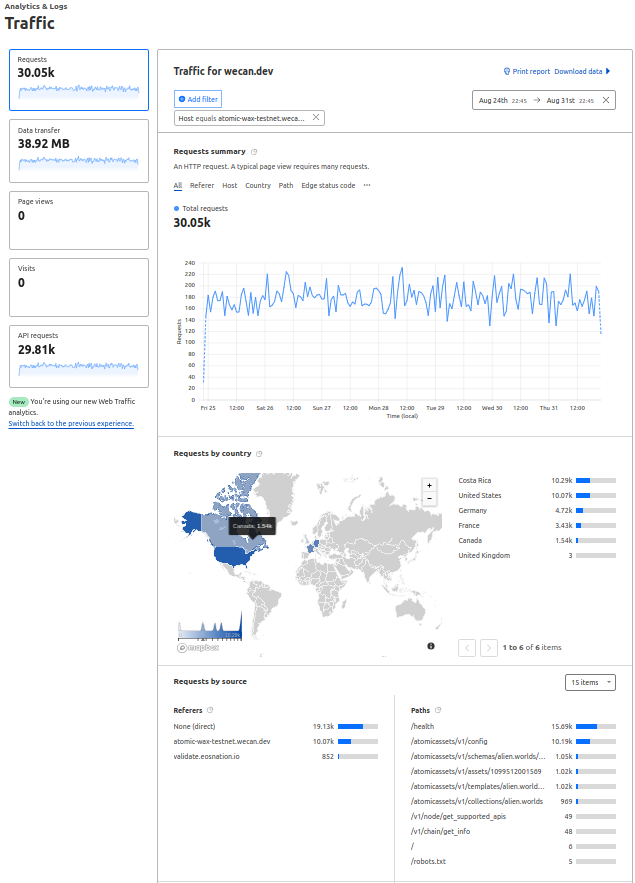 Analytics & Logs
Traffic
Requests
30.05k
Data transfer
38.92 MB
Page views
0
Visits
0
API requests
29.81k
New You're using our new Web Traffic
analytics.
Switch back to the previous experience.
Traffic for wecan.dev
Print report Download data
Add filter
Aug 24th 22:45 → Aug 31st 22:45 ×
Host equals atomic-wax-testnet.weca... ×
Requests summary
An HTTP request. A typical page view requires many requests.
All Referer Host Country Path Edge status code ...
Total requests
30.05k
240
220
200
180
160
140
120
100
80
60
40
20
0
Requests
Fri 25 12:00 Sat 26 12:00 Sun 27 12:00 Mon 28 12:00 Tue 29 12:00 Wed 30 12:00 Thu 31 12:00
Time (local)
Requests by country
+
−
Canada: 1.54k
mapbox
Costa Rica 10.29k
United States 10.07k
Germany 4.72k
France 3.43k
Canada 1.54k
United Kingdom 3
1 to 6 of 6 items
Requests by source
15 items
Referers
None (direct) 19.13k
atomic-wax-testnet.wecan.dev 10.07k
validate.eosnation.io 852
Paths
/health 15.69k
/atomicassets/v1/config 10.19k
/atomicassets/v1/schemas/alien.worlds/... 1.05k
/atomicassets/v1/assets/1099512001569 1.02k
/atomicassets/v1/templates/alien.world... 1.02k
/atomicassets/v1/collections/alien.worlds 969
/v1/node/get_supported_apis 49
/v1/chain/get_info 48
/ 6
/robots.txt 5